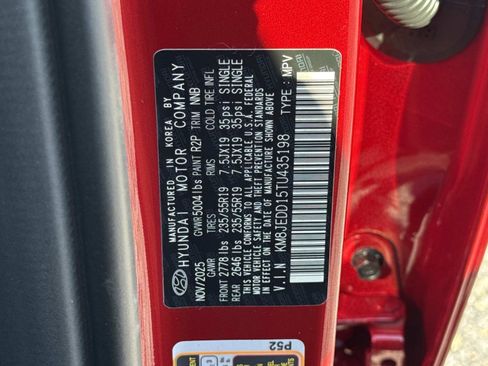 MANUFACTURED IN KOREA BY
HYUNDAI MOTOR COMPANY
GVWR 5004 lbs PAINT R2P TRIM NNB
NOV/2025 GAWR TIRES RIMS COLD TIRE INFL
FRONT 2778 lbs 235/55R19 7.5JX19 35psi SINGLE
REAR 2646 lbs 235/55R19 7.5JX19 35psi SINGLE
THIS VEHICLE CONFORMS TO ALL APPLICABLE U.S.A. FEDERAL
MOTOR VEHICLE SAFETY AND THEFT PREVENTION STANDARDS
IN EFFECT ON THE DATE OF MANUFACTURE SHOWN ABOVE.
V.I.N : KM8JEDD15TU435198 TYPE : MPV
P52